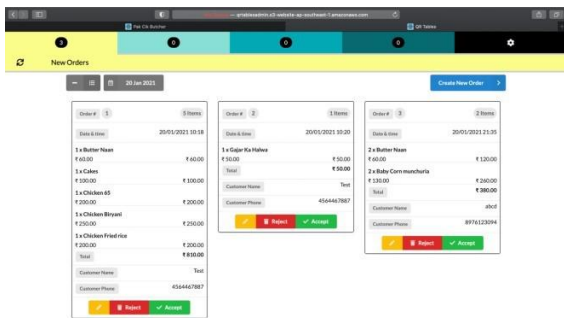 qrtablesadmin.s3-website-ap-southeast-1.amazonaws.com
QR Tables
3
0
0
0
New Orders
20 Jan 2021
Create New Order
Order # 1 5 Items
Date & time 20/01/2021 10:18
1 x Butter Naan
₹ 60.00 ₹ 60.00
1 x Cakes
₹ 100.00 ₹ 100.00
1 x Chicken 65
₹ 200.00 ₹ 200.00
1 x Chicken Biryani
₹ 250.00 ₹ 250.00
1 x Chicken Fried rice
₹ 200.00 ₹ 200.00
Total ₹ 810.00
Customer Name Test
Customer Phone 4564467887
Reject Accept
Order # 2 1 Items
Date & time 20/01/2021 10:20
1 x Gajar Ka Halwa
₹ 50.00 ₹ 50.00
Total ₹ 50.00
Customer Name Test
Customer Phone 4564467887
Reject Accept
Order # 3 2 Items
Date & time 20/01/2021 21:35
2 x Butter Naan
₹ 60.00 ₹ 120.00
2 x Baby Corn munchuria
₹ 130.00 ₹ 260.00
Total ₹ 380.00
Customer Name abcd
Customer Phone 8976123094
Reject Accept